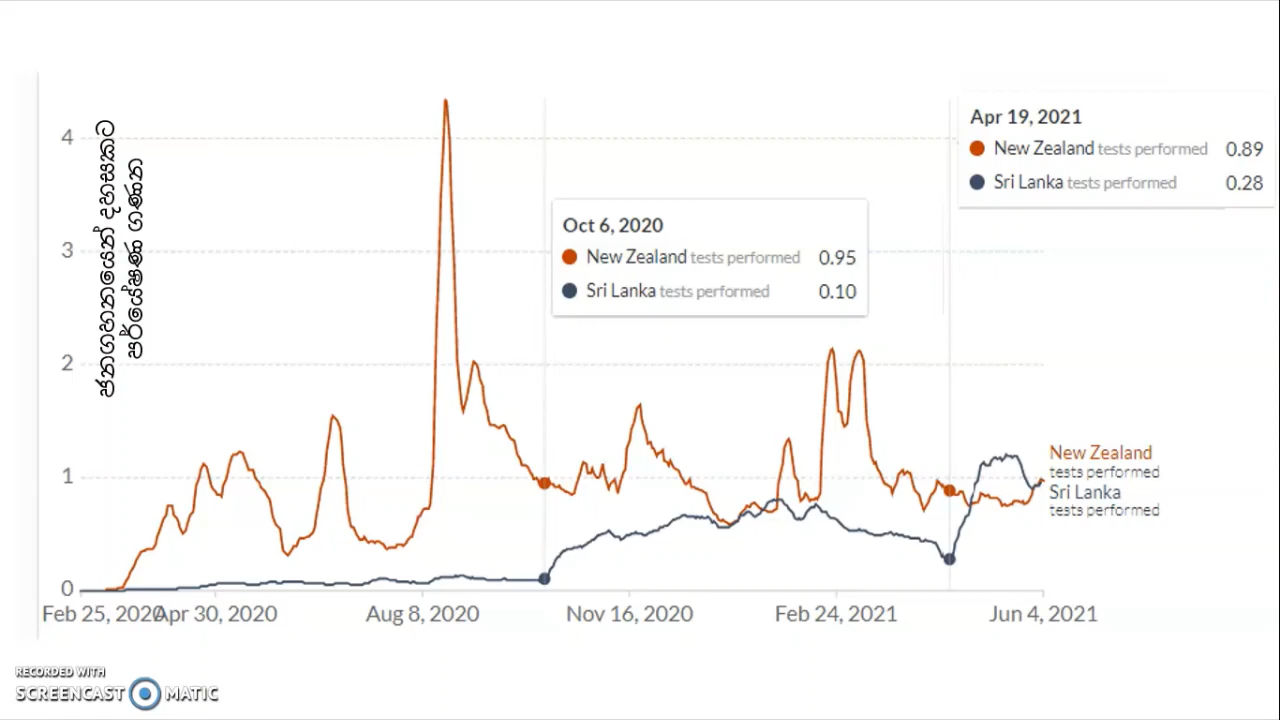 4
3
2
1
0
ජනගහනයෙන් දහසකට
පර්යේෂණ ගණන
Apr 19, 2021
New Zealand tests performed 0.89
Sri Lanka tests performed 0.28
Oct 6, 2020
New Zealand tests performed 0.95
Sri Lanka tests performed 0.10
New Zealand
tests performed
Sri Lanka
tests performed
Feb 25, 2020 Apr 30, 2020 Aug 8, 2020 Nov 16, 2020 Feb 24, 2021 Jun 4, 2021
RECORDED WITH
SCREENCAST MATIC